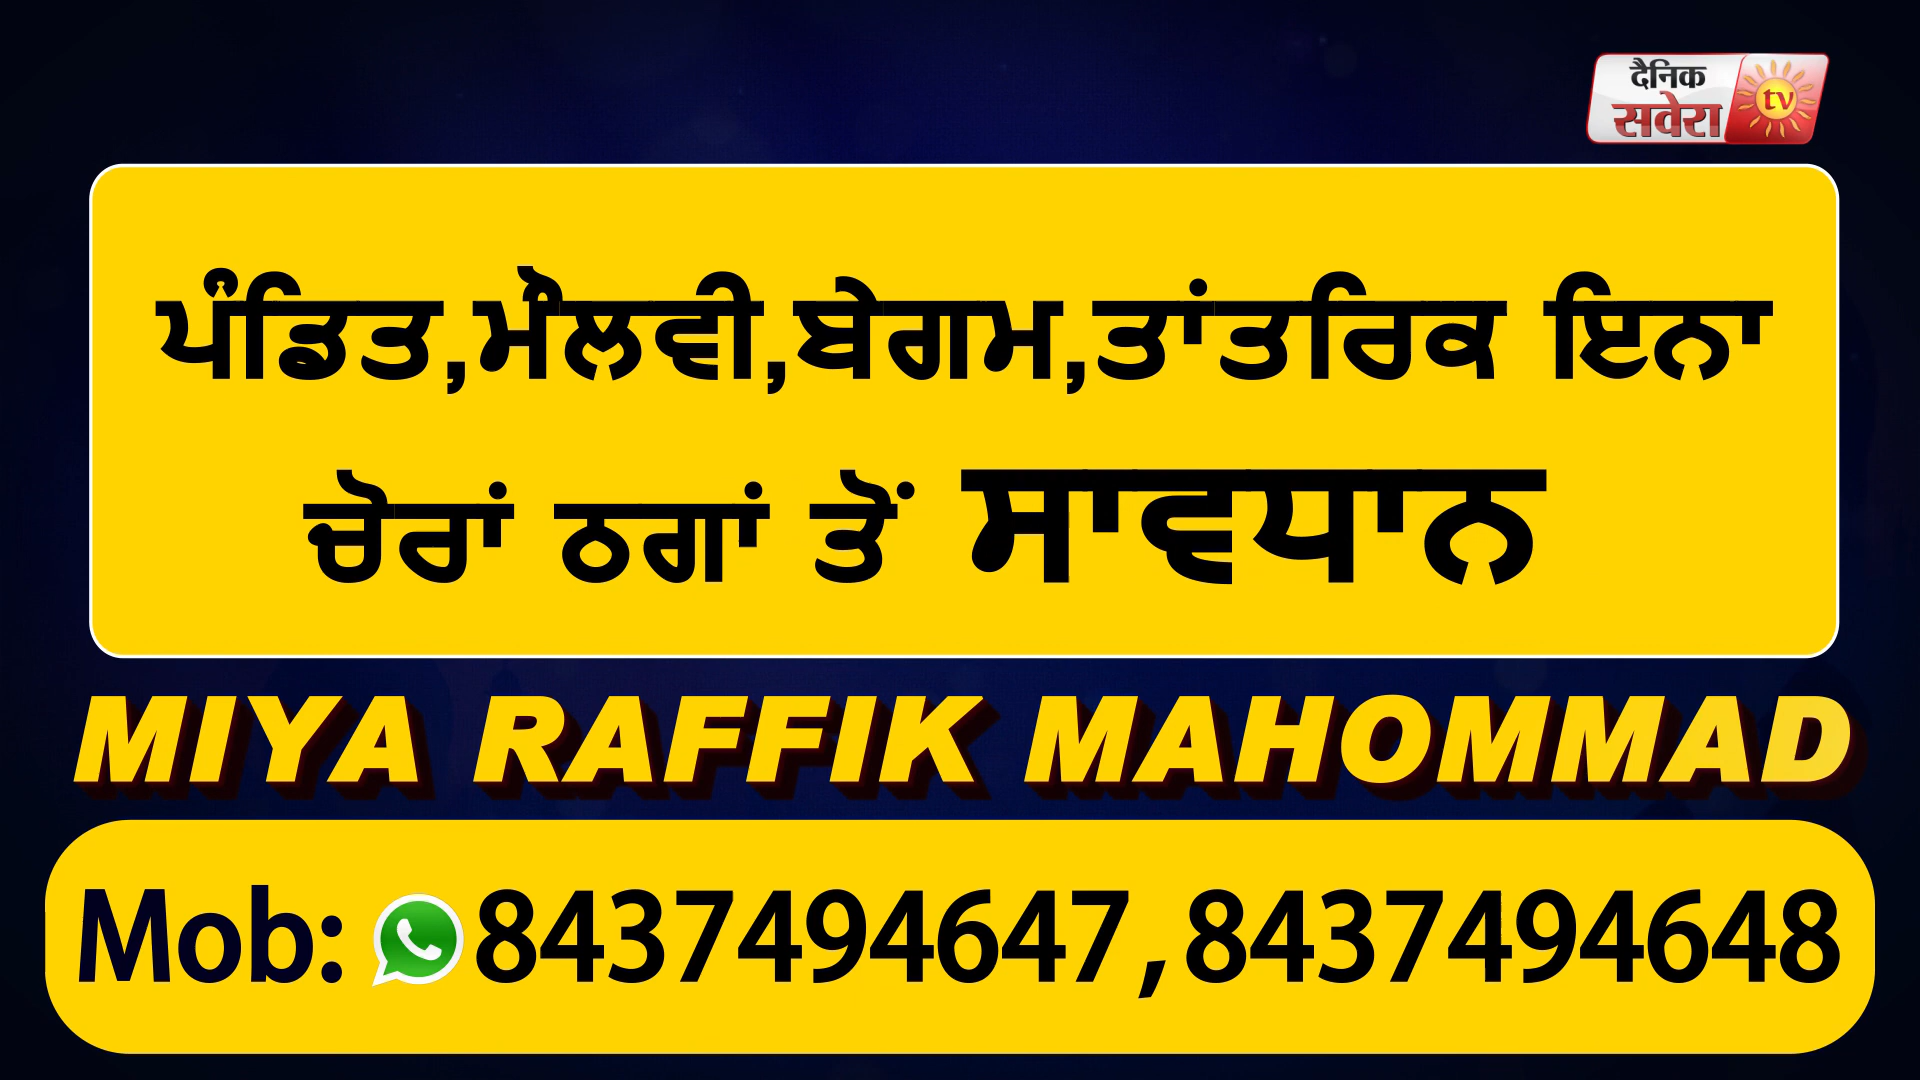 दैनिक
सवेरा tv
ਪੰਡਿਤ,ਮੌਲਵੀ,ਬੇਗਮ,ਤਾਂਤਰਿਕ ਇਨਾ
ਚੋਰਾਂ ਠਗਾਂ ਤੋਂ ਸਾਵਧਾਨ
MIYA RAFFIK MAHOMMAD
Mob: 8437494647,8437494648